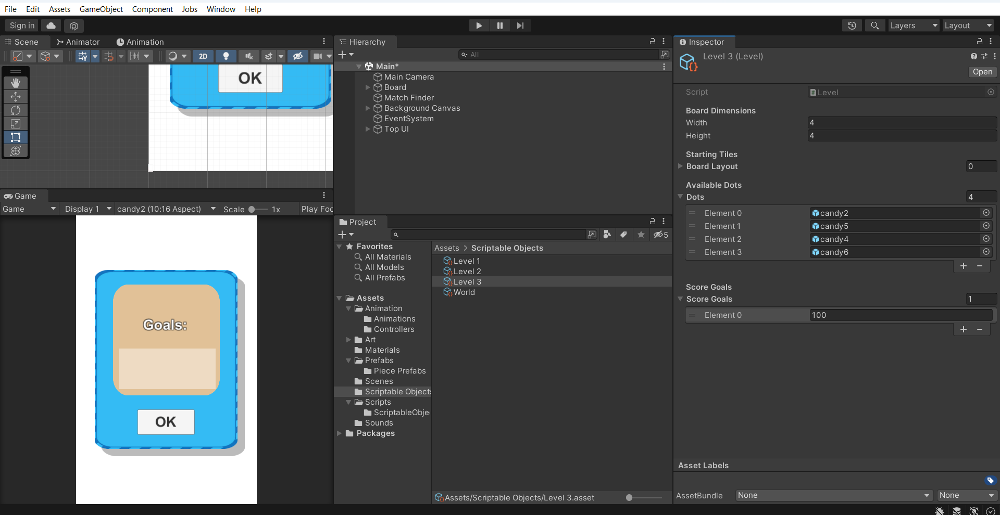 File Edit Assets GameObject Component Jobs Window Help
Sign in
Layers Layout
Scene Animator Animation
2D
OK
Game
Game Display 1 candy2 (10:16 Aspect) Scale 1x Play Foc
Goals:
OK
Hierarchy
All
Main*
Main Camera
Board
Match Finder
Background Canvas
EventSystem
Top UI
Project
5
Favorites
All Materials
All Models
All Prefabs
Assets
Animation
Animations
Controllers
Art
Materials
Prefabs
Piece Prefabs
Scenes
Scriptable Objects
Scripts
ScriptableObjec
Sounds
Packages
Assets > Scriptable Objects
Level 1
Level 2
Level 3
World
Assets/Scriptable Objects/Level 3.asset
Inspector
Level 3 (Level)
Open
Script Level
Board Dimensions
Width 4
Height 4
Starting Tiles
Board Layout 0
Available Dots
Dots 4
Element 0 candy2
Element 1 candy5
Element 2 candy4
Element 3 candy6
+ −
Score Goals
Score Goals 1
Element 0 100
+ −
Asset Labels
AssetBundle None None